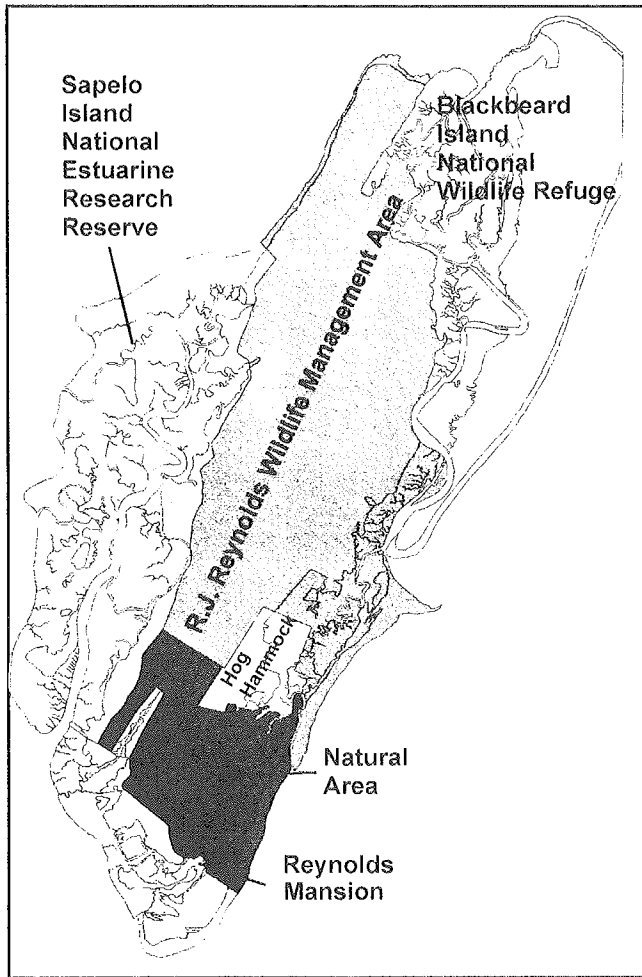 Sapelo
Island
National
Estuarine
Research
Reserve
Blackbeard
Island
National
Wildlife Refuge
R.J. Reynolds Wildlife Management Area
Hog
Hammock
Natural
Area
Reynolds
Mansion